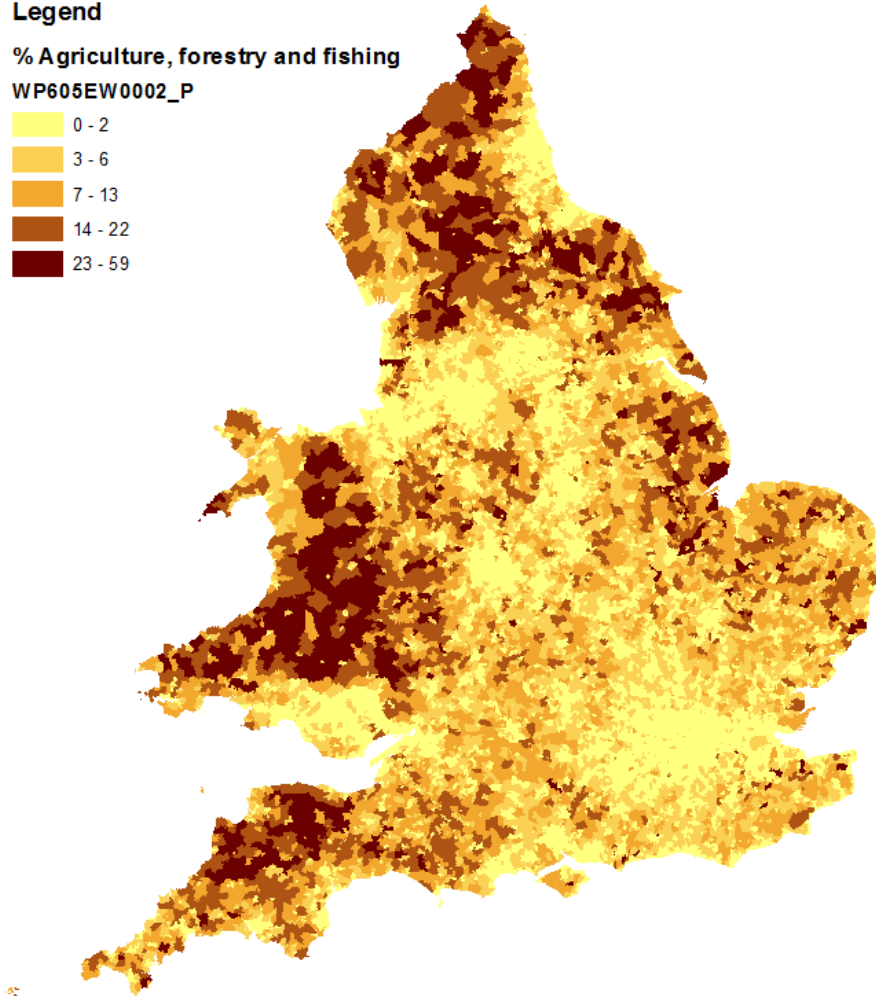 Legend
% Agriculture, forestry and fishing
WP605EW0002_P
0 - 2
3 - 6
7 - 13
14 - 22
23 - 59